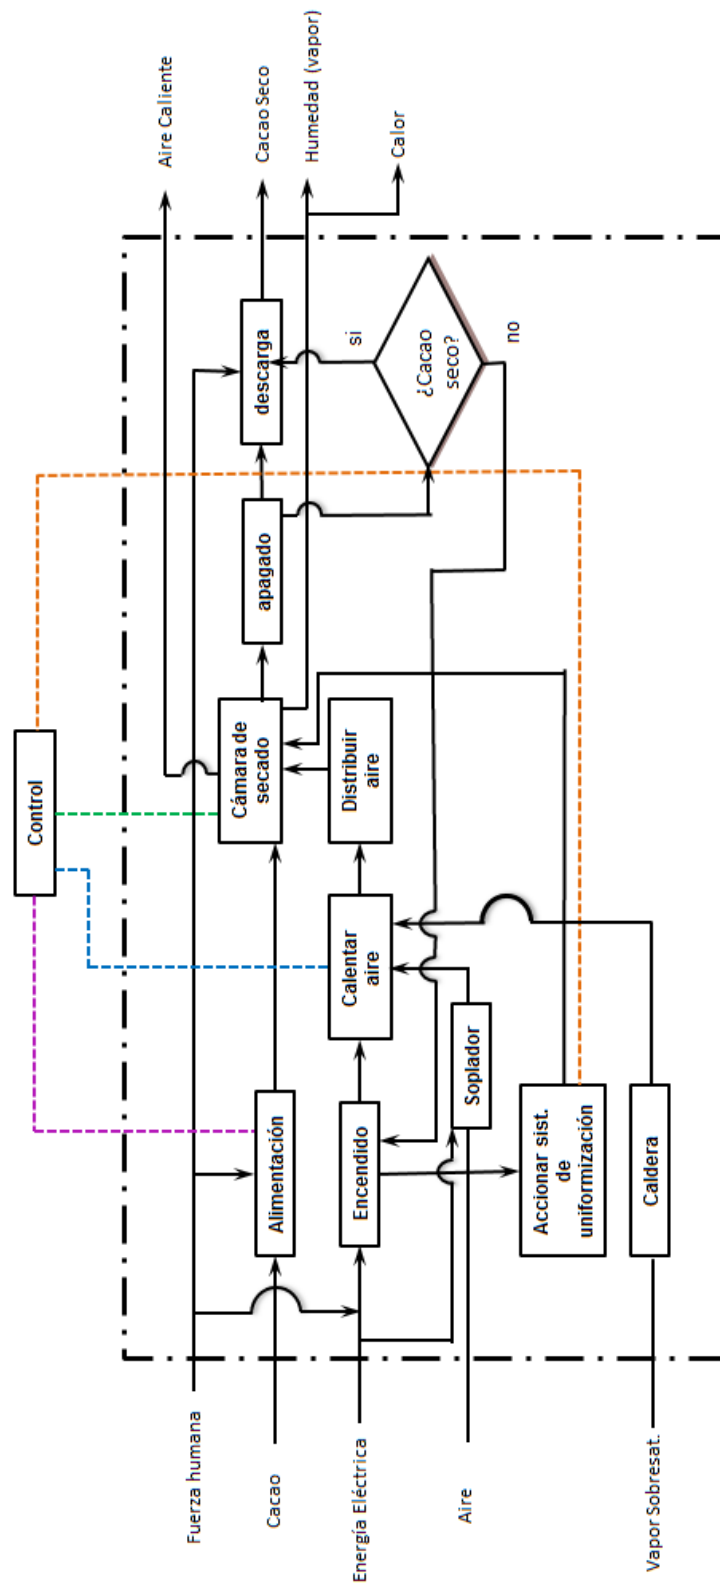 Control
Fuerza humana
Cacao
Energía Eléctrica
Aire
Vapor Sobresat.
Alimentación
Encendido
Soplador
Accionar sist.
de
uniformización
Caldera
Calentar
aire
Cámara de
secado
Distribuir
aire
apagado
descarga
¿Cacao
seco?
si
no
Aire Caliente
Cacao Seco
Humedad (vapor)
Calor